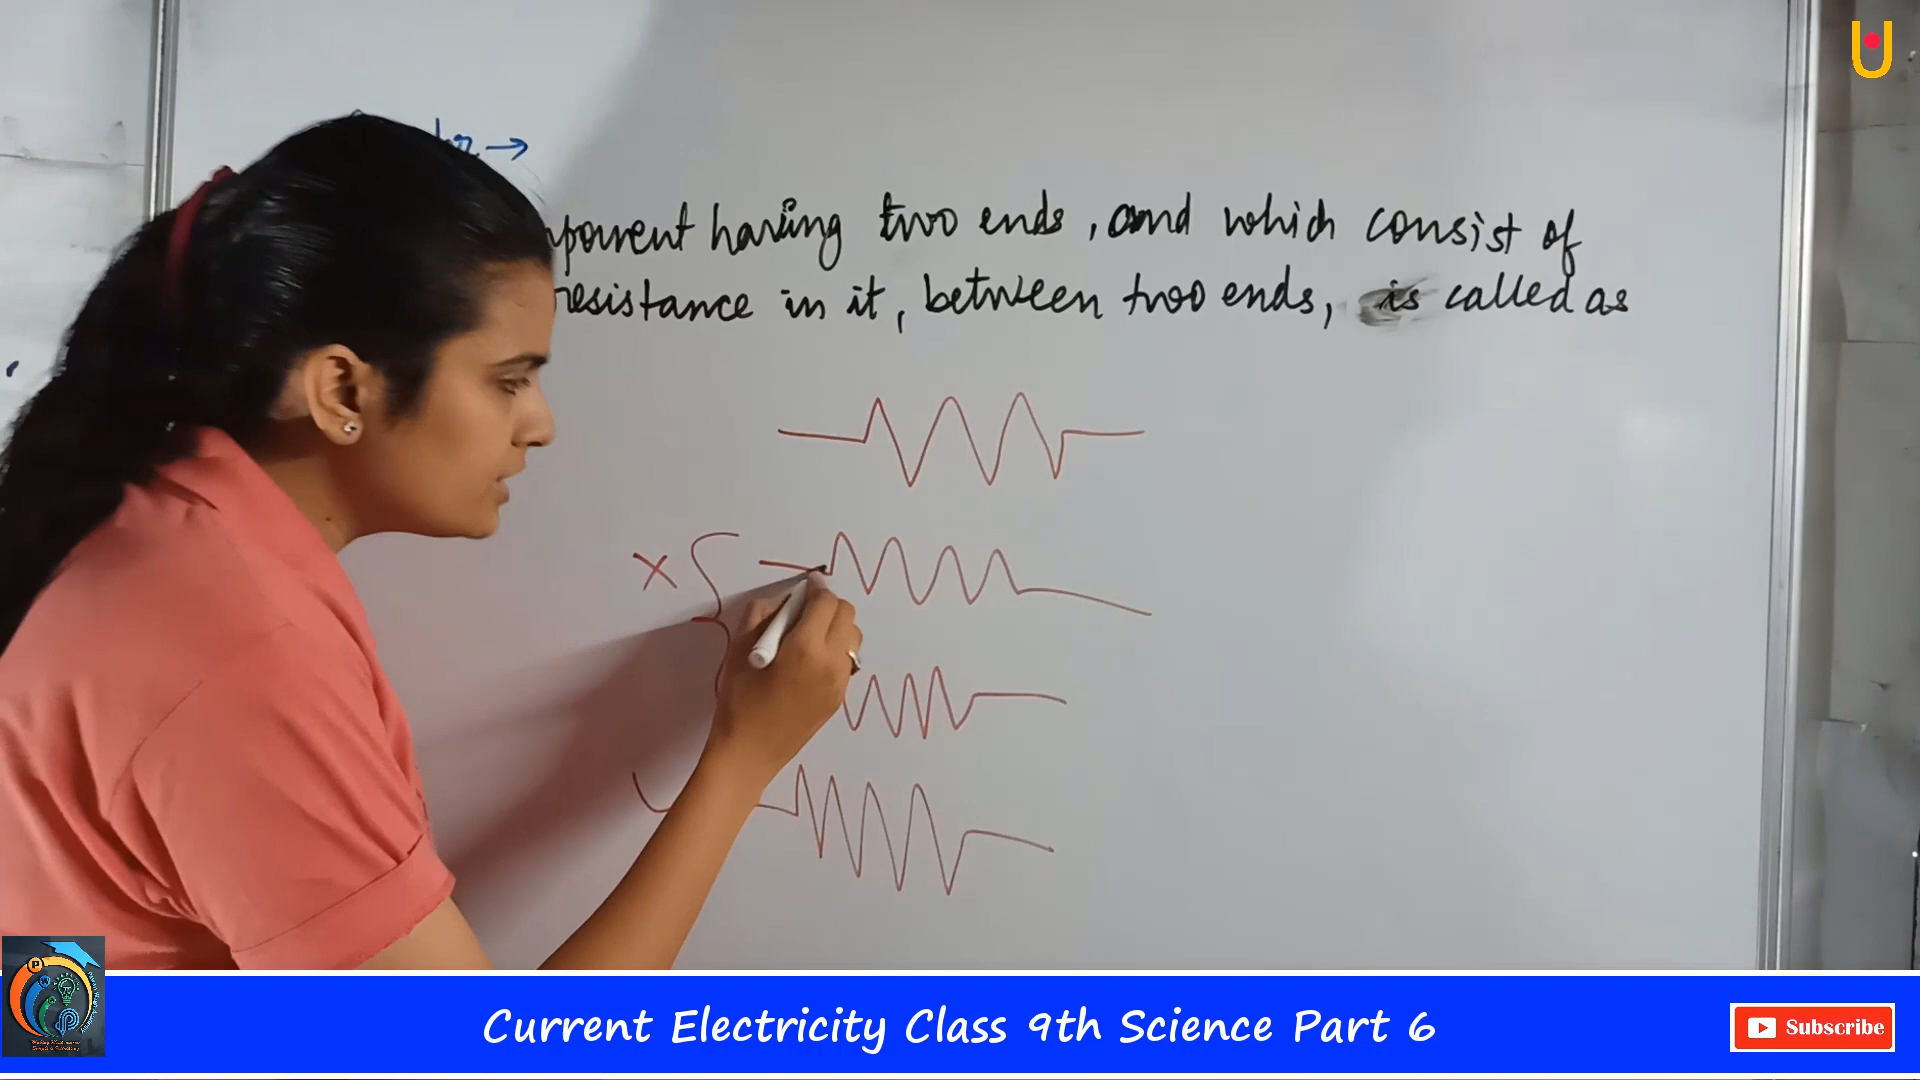 →
having two ends, and which consist of
resistance in it, between two ends, is called as
X
Current Electricity Class 9th Science Part 6
Subscribe